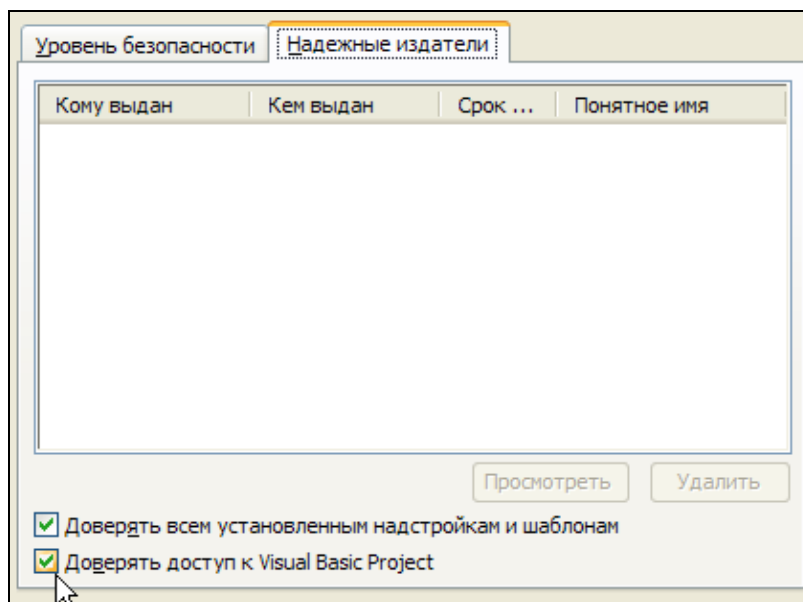 Уровень безопасности Надежные издатели
Кому выдан Кем выдан Срок ... Понятное имя
Просмотреть Удалить
Доверять всем установленным надстройкам и шаблонам
Доверять доступ к Visual Basic Project